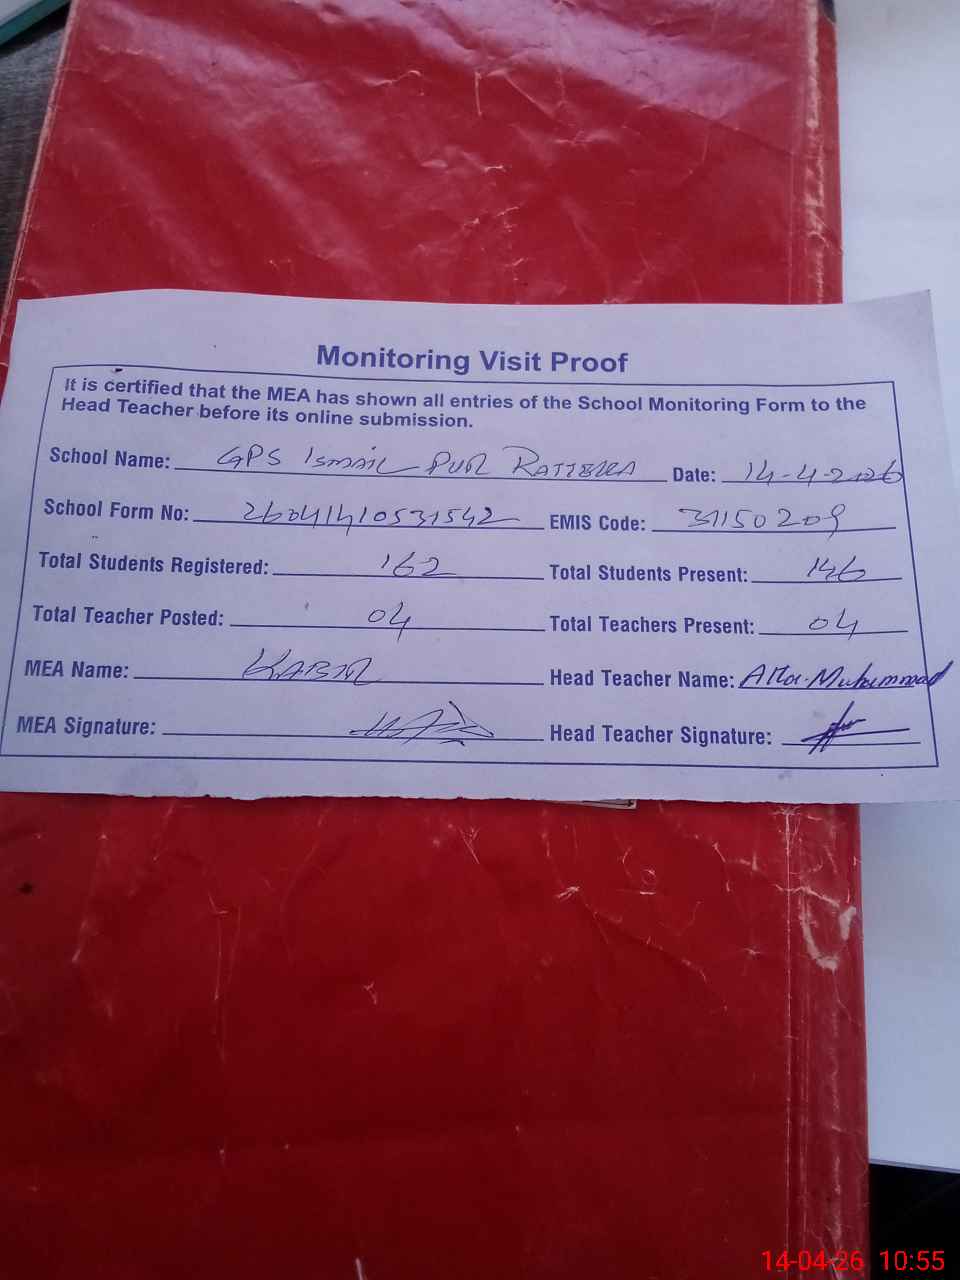 Monitoring Visit Proof
It is certified that the MEA has shown all entries of the School Monitoring Form to the
Head Teacher before its online submission.
School Name: GPS Ismail Pur Date: 14-4-2026
School Form No: 26041410531542 EMIS Code: 31150209
Total Students Registered: 162 Total Students Present: 146
Total Teacher Posted: 04 Total Teachers Present: 04
MEA Name: KABIR Head Teacher Name: Muhammad
MEA Signature: Head Teacher Signature:
14-04-26 10:55